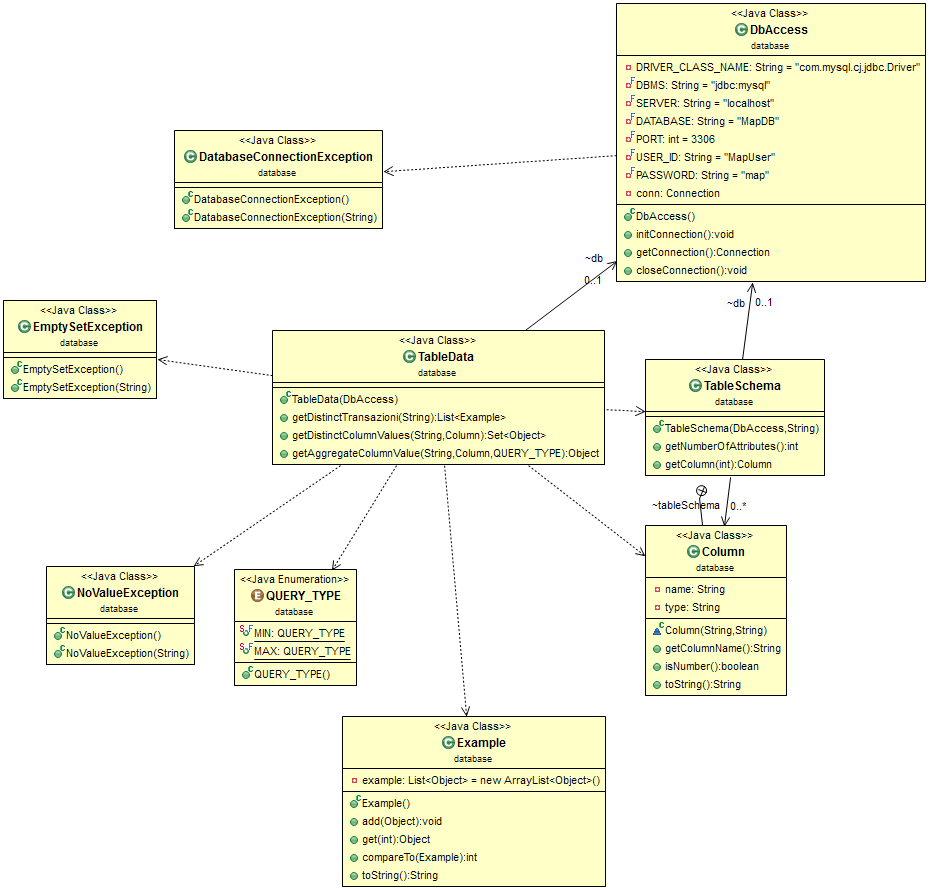 <<Java Class>>
DbAccess
database
DRIVER_CLASS_NAME: String = "com.mysql.cj.jdbc.Driver"
DBMS: String = "jdbc:mysql"
SERVER: String = "localhost"
DATABASE: String = "MapDB"
PORT: int = 3306
USER_ID: String = "MapUser"
PASSWORD: String = "map"
conn: Connection
DbAccess()
initConnection():void
getConnection():Connection
closeConnection():void
<<Java Class>>
DatabaseConnectionException
database
DatabaseConnectionException()
DatabaseConnectionException(String)
~db
0..1
~db
0..1
<<Java Class>>
EmptySetException
database
EmptySetException()
EmptySetException(String)
<<Java Class>>
TableData
database
TableData(DbAccess)
getDistinctTransazioni(String):List<Example>
getDistinctColumnValues(String,Column):Set<Object>
getAggregateColumnValue(String,Column,QUERY_TYPE):Object
<<Java Class>>
TableSchema
database
TableSchema(DbAccess,String)
getNumberOfAttributes():int
getColumn(int):Column
~tableSchema
0..*
<<Java Class>>
Column
database
name: String
type: String
Column(String,String)
getColumnName():String
isNumber():boolean
toString():String
<<Java Class>>
NoValueException
database
NoValueException()
NoValueException(String)
<<Java Enumeration>>
QUERY_TYPE
database
MIN: QUERY_TYPE
MAX: QUERY_TYPE
QUERY_TYPE()
<<Java Class>>
Example
database
example: List<Object> = new ArrayList<Object>()
Example()
add(Object):void
get(int):Object
compareTo(Example):int
toString():String